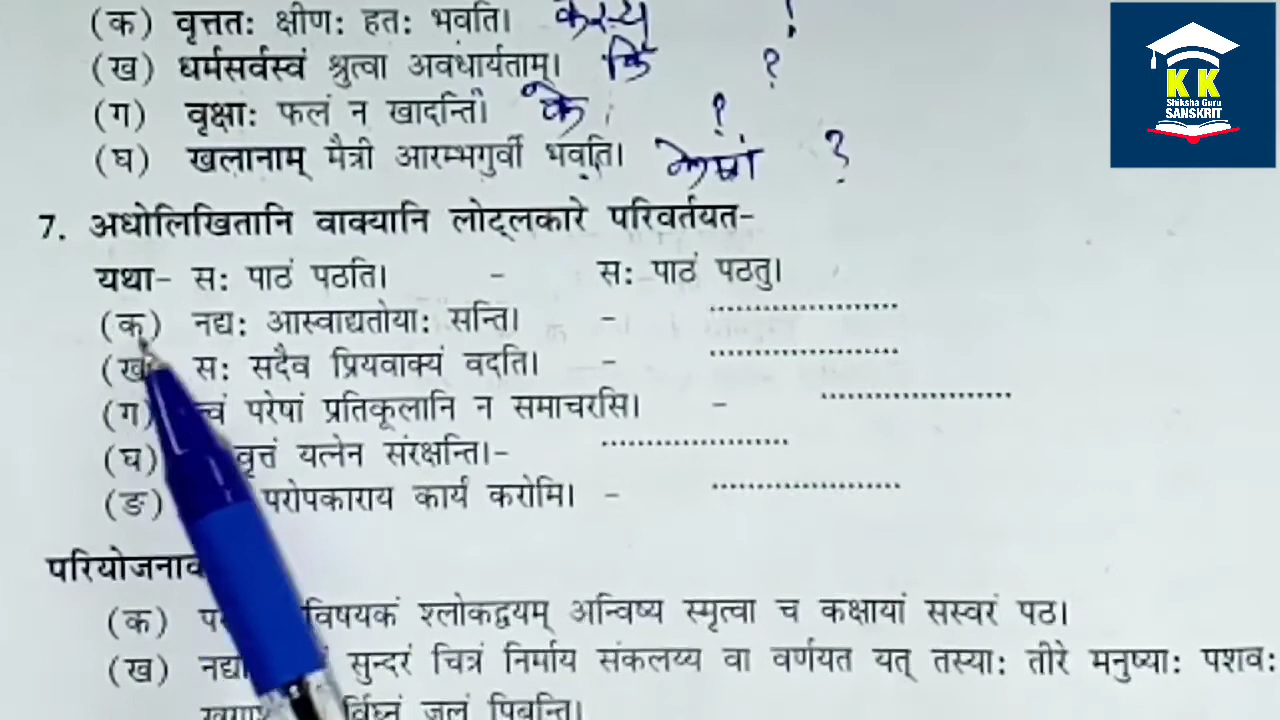 (क) वृत्ततः क्षीणः हतः भवति। कस्य ?
(ख) धर्मसर्वस्वं श्रुत्वा अवधार्यताम्। किं ?
(ग) वृक्षाः फलं न खादन्ति। के ?
(घ) खलानाम् मैत्री आरम्भगुर्वी भवति। केषां ?
K K
Shiksha Guru
SANSKRIT
7. अधोलिखितानि वाक्यानि लोट्लकारे परिवर्तयत-
यथा- सः पाठं पठति। - सः पाठं पठतु।
(क) नद्यः आस्वाद्यतोयाः सन्ति। - ....................
(ख) सः सदैव प्रियवाक्यं वदति। - ....................
(ग) त्वं परेषां प्रतिकूलानि न समाचरसि। - ....................
(घ) वृत्तं यत्नेन संरक्षन्ति।- ....................
(ङ) परोपकाराय कार्यं करोमि। - ....................
(क) विषयकं श्लोकद्वयम् अन्विष्य स्मृत्वा च कक्षायां सस्वरं पठ।
(ख) सुन्दरं चित्रं निर्माय संकलय्य वा वर्णयत यत् तस्याः तीरे मनुष्याः पशवः
जलं पिबन्ति।